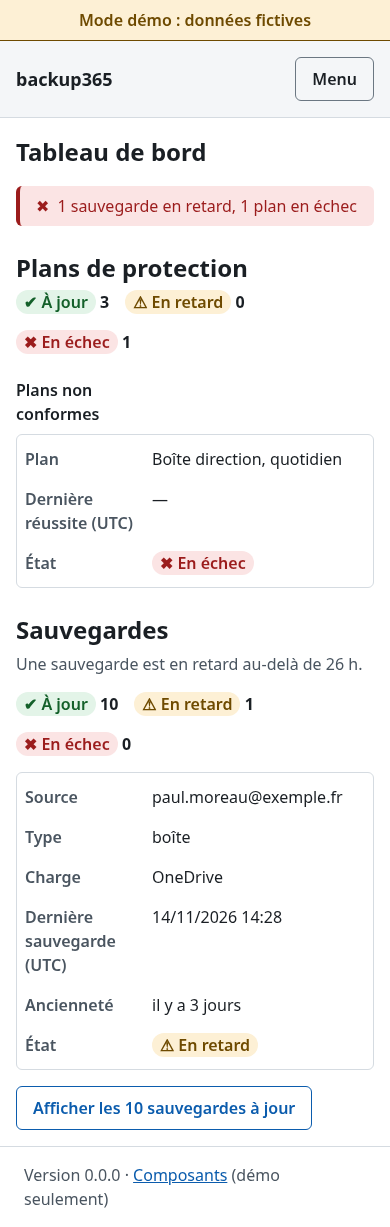 Mode démo : données fictives
backup365
Menu
Tableau de bord
✖ 1 sauvegarde en retard, 1 plan en échec
Plans de protection
✔ À jour 3 ⚠ En retard 0
✖ En échec 1
Plans non
conformes
Plan Boîte direction, quotidien
Dernière —
réussite (UTC)
État ✖ En échec
Sauvegardes
Une sauvegarde est en retard au-delà de 26 h.
✔ À jour 10 ⚠ En retard 1
✖ En échec 0
Source paul.moreau@exemple.fr
Type boîte
Charge OneDrive
Dernière 14/11/2026 14:28
sauvegarde
(UTC)
Ancienneté il y a 3 jours
État ⚠ En retard
Afficher les 10 sauvegardes à jour
Version 0.0.0 · Composants (démo
seulement)